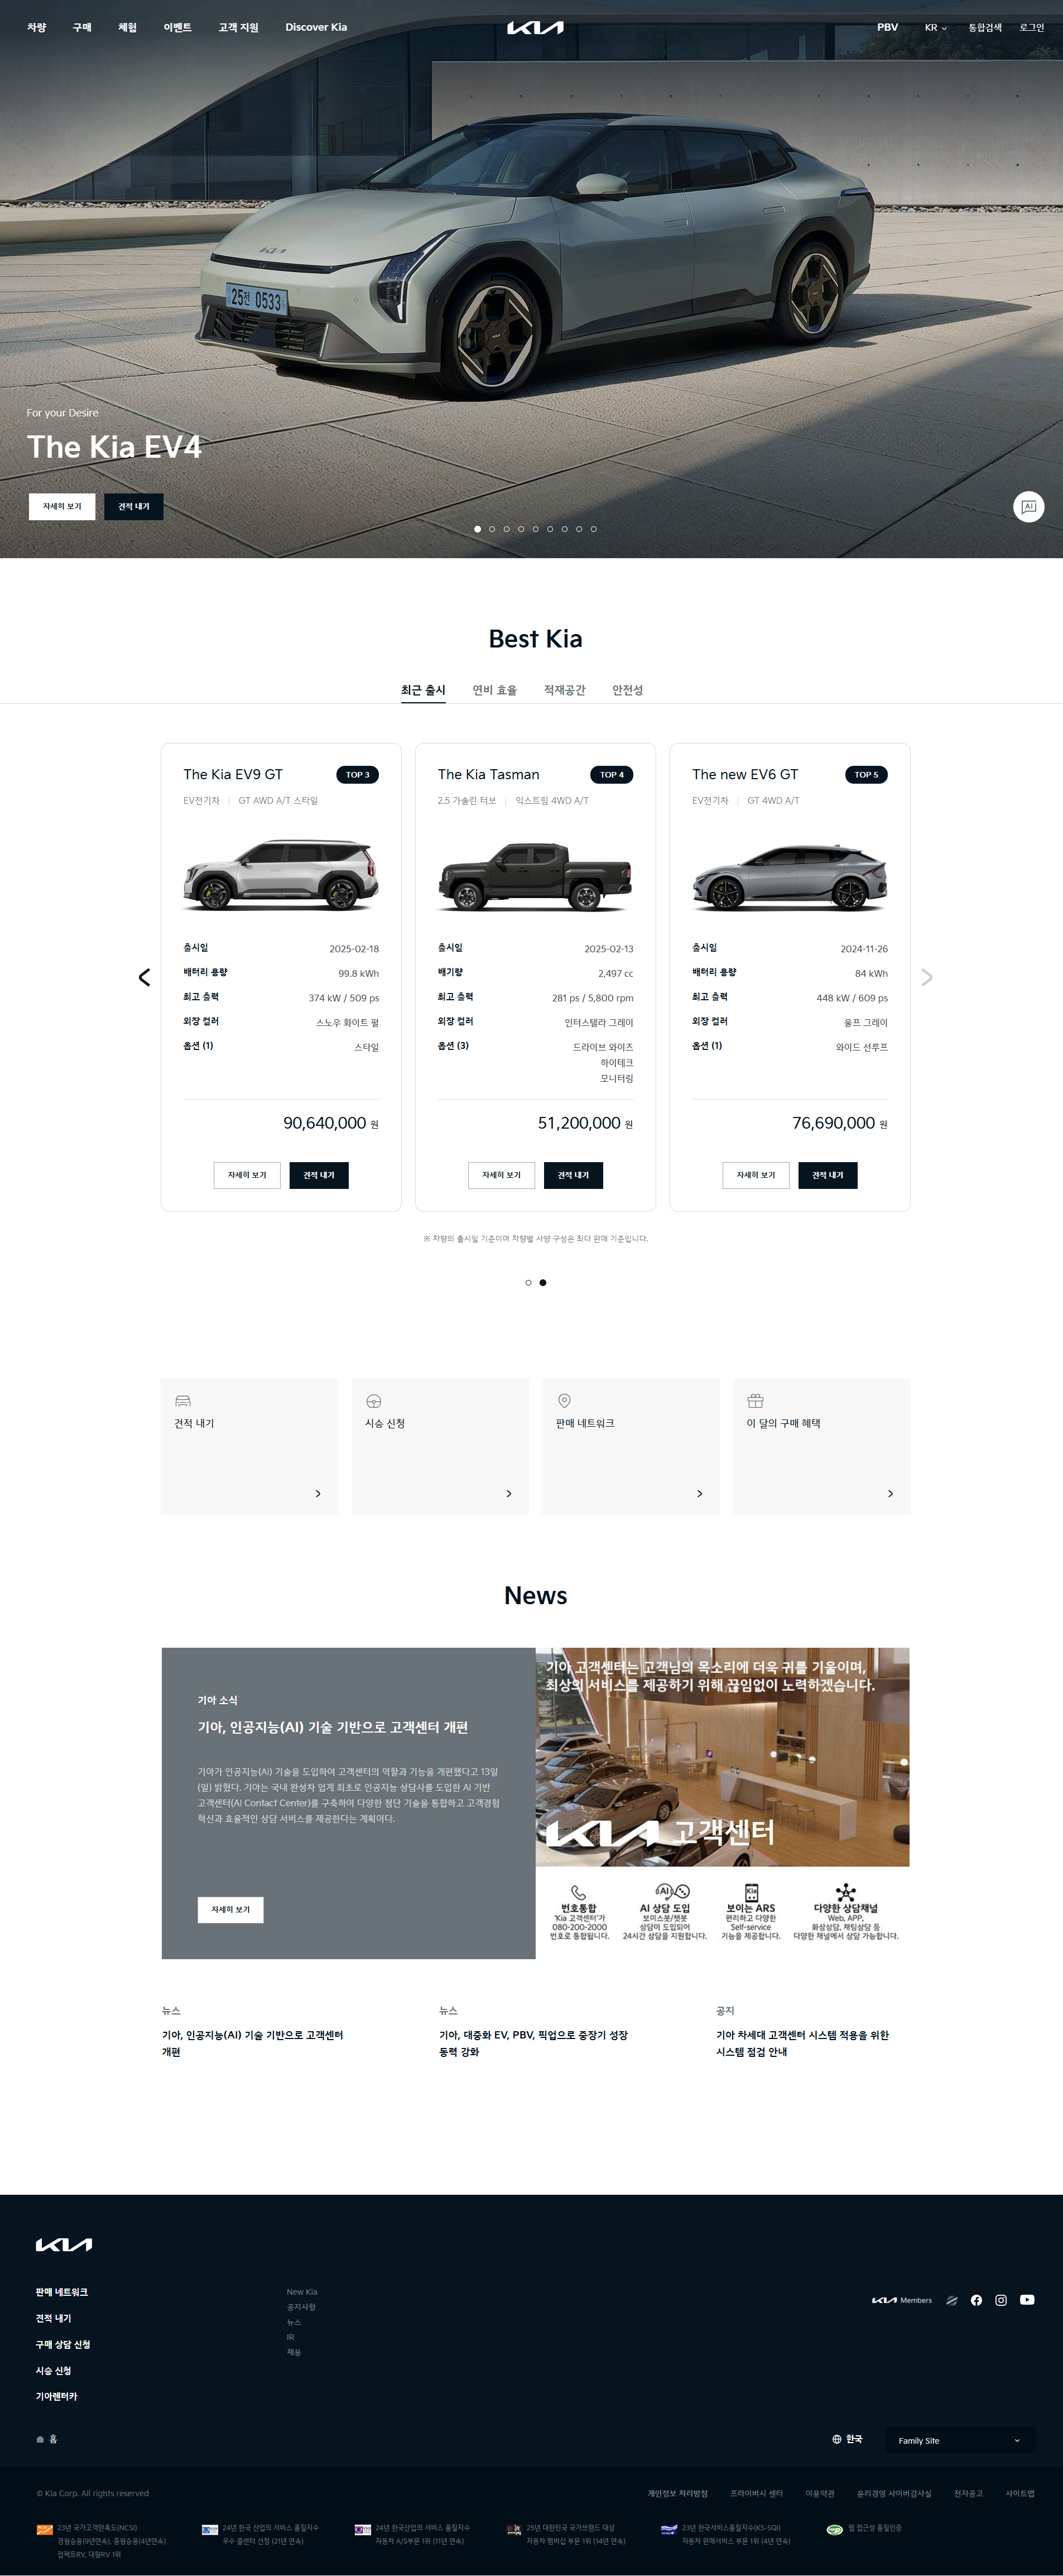 차량 구매 체험 이벤트 고객 지원 Discover Kia KIA PBV KR 통합검색 로그인
KIA
25전 0533
For your Desire
The Kia EV4
자세히 보기 견적 내기
AI
Best Kia
최근 출시 연비 효율 적재공간 안전성
The Kia EV9 GT TOP 3
EV전기차 | GT AWD A/T 스타일
출시일 2025-02-18
배터리 용량 99.8 kWh
최고 출력 374 kW / 509 ps
외장 컬러 스노우 화이트 펄
옵션 (1) 스타일
90,640,000 원
자세히 보기 견적 내기
The Kia Tasman TOP 4
2.5 가솔린 터보 | 익스트림 4WD A/T
출시일 2025-02-13
배기량 2,497 cc
최고 출력 281 ps / 5,800 rpm
외장 컬러 인터스텔라 그레이
옵션 (3) 드라이브 와이즈
하이테크
모니터링
51,200,000 원
자세히 보기 견적 내기
The new EV6 GT TOP 5
EV전기차 | GT 4WD A/T
출시일 2024-11-26
배터리 용량 84 kWh
최고 출력 448 kW / 609 ps
외장 컬러 울프 그레이
옵션 (1) 와이드 선루프
76,690,000 원
자세히 보기 견적 내기
※ 차량의 출시일 기준이며 차량별 사양 구성은 최다 판매 기준입니다.
견적 내기
시승 신청
판매 네트워크
이 달의 구매 혜택
News
기아 소식
기아, 인공지능(AI) 기술 기반으로 고객센터 개편
기아가 인공지능(AI) 기술을 도입하여 고객센터의 역할과 기능을 개편했다고 13일
(일) 밝혔다. 기아는 국내 완성차 업계 최초로 인공지능 상담사를 도입한 AI 기반
고객센터(AI Contact Center)를 구축하여 다양한 첨단 기술을 통합하고 고객경험
혁신과 효율적인 상담 서비스를 제공한다는 계획이다.
자세히 보기
기아 고객센터는 고객님의 목소리에 더욱 귀를 기울이며,
최상의 서비스를 제공하기 위해 끊임없이 노력하겠습니다.
KIA 고객센터
번호통합
'Kia 고객센터'가
080-200-2000
번호로 통합됩니다.
AI
AI 상담 도입
보이스봇/챗봇
상담이 도입되어
24시간 상담을 지원합니다.
Kia
보이는 ARS
편리하고 다양한
Self-service
기능을 제공합니다.
다양한 상담채널
Web, APP,
화상상담, 채팅상담 등
다양한 채널에서 상담 가능합니다.
뉴스
기아, 인공지능(AI) 기술 기반으로 고객센터
개편
뉴스
기아, 대중화 EV, PBV, 픽업으로 중장기 성장
동력 강화
공지
기아 차세대 고객센터 시스템 적용을 위한
시스템 점검 안내
KIA
판매 네트워크
견적 내기
구매 상담 신청
시승 신청
기아렌터카
New Kia
공지사항
뉴스
IR
채용
KIA Members
홈
한국
Family Site
© Kia Corp. All rights reserved
개인정보 처리방침 프라이버시 센터 이용약관 윤리경영 사이버감사실 전자공고 사이트맵
23년 국가고객만족도(NCSI)
경형승용(9년연속), 중형승용(4년연속)
컴팩트RV, 대형RV 1위
24년 한국 산업의 서비스 품질지수
우수 콜센터 선정 (21년 연속)
24년 한국산업의 서비스 품질지수
자동차 A/S부문 1위 (11년 연속)
25년 대한민국 국가브랜드 대상
자동차 멤버십 부문 1위 (14년 연속)
23년 한국서비스품질지수(KS-SQI)
자동차 판매서비스 부문 1위 (4년 연속)
웹 접근성 품질인증